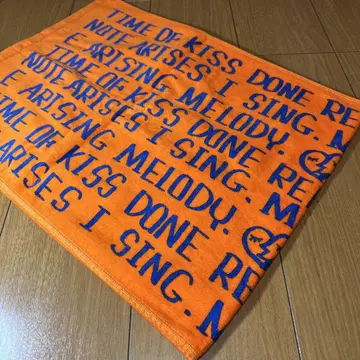 TIME OF KISS DONE RE
NOTE ARISES I SING. M
E ARISING MELODY.
TIME OF KISS DONE RE
NOTE ARISES I SING. M
E ARISING MELODY.
TIME OF KISS DONE RE
ARISES I SING. M